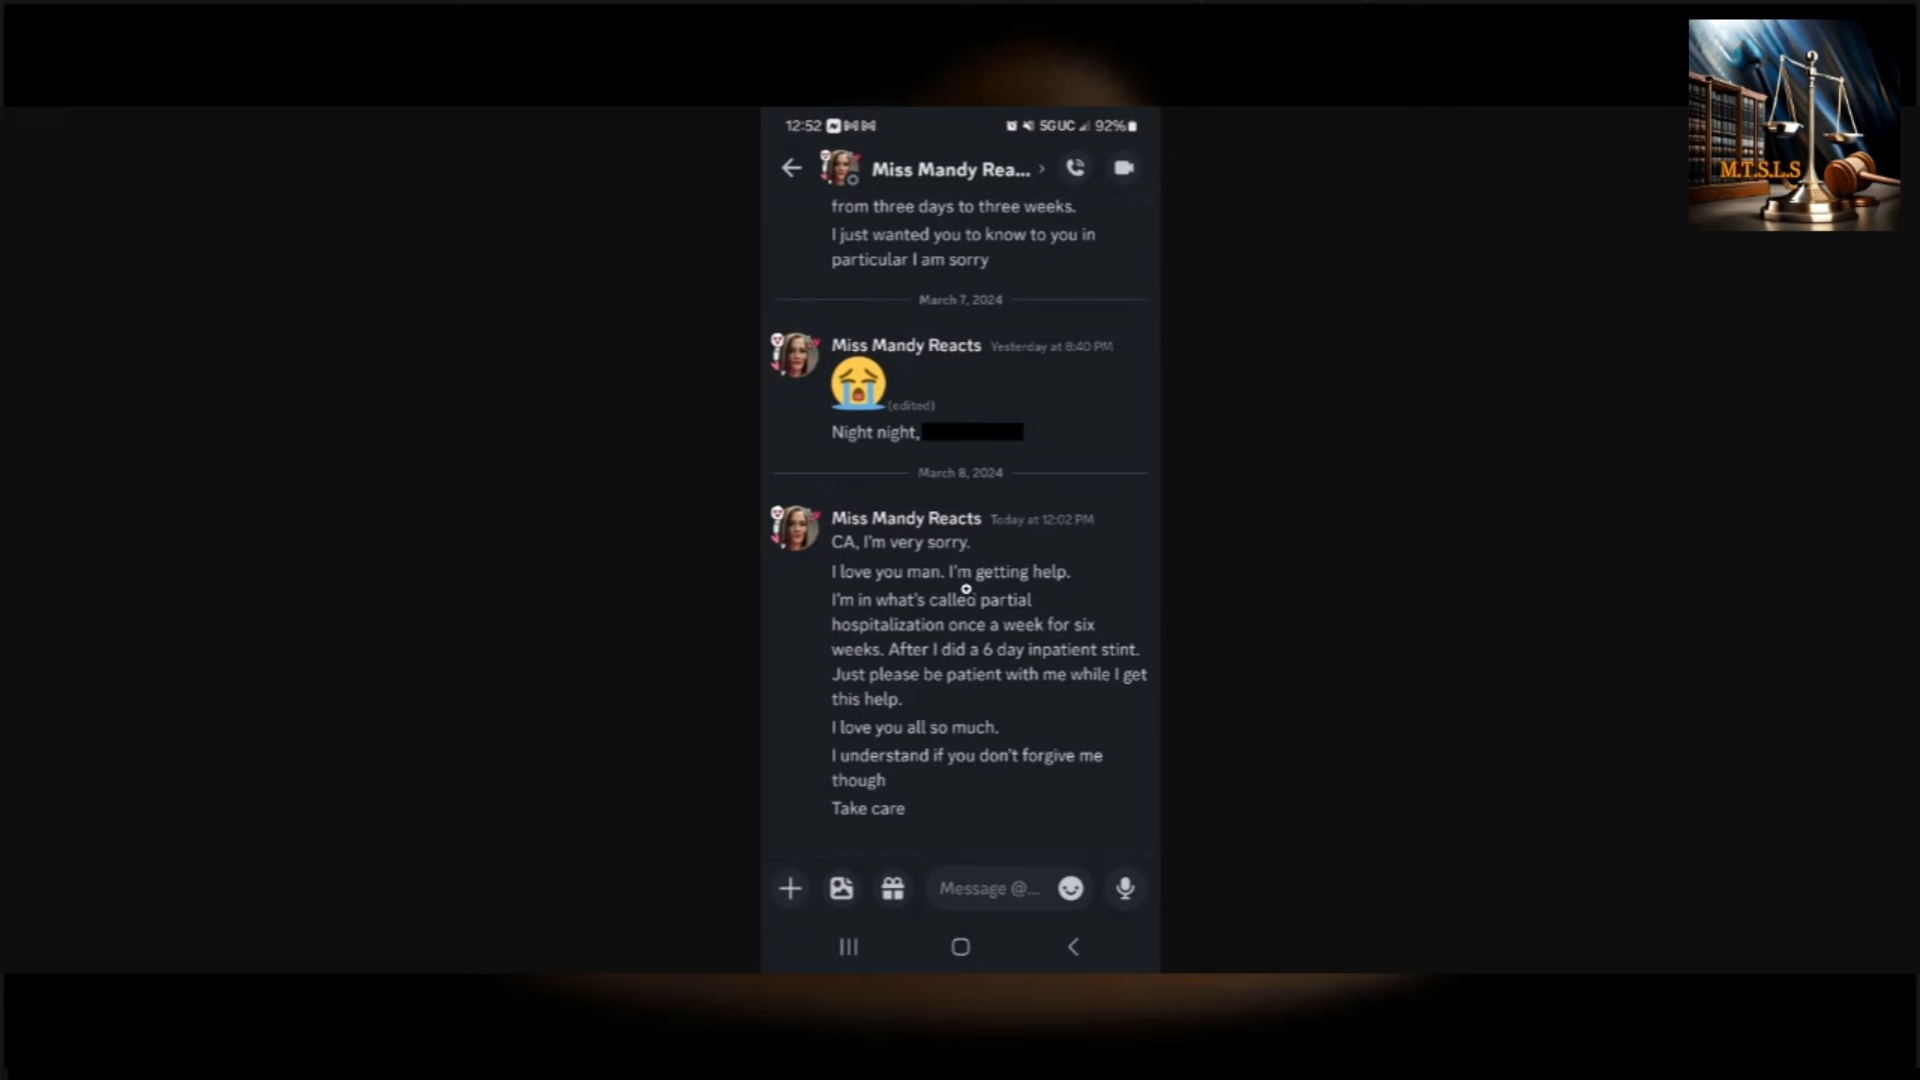 M.T.S.L.S
12:52 5G UC 92%
Miss Mandy Rea...
from three days to three weeks.
I just wanted you to know to you in
particular I am sorry
March 7, 2024
Miss Mandy Reacts Yesterday at 8:40 PM
(edited)
Night night,
March 8, 2024
Miss Mandy Reacts Today at 12:02 PM
CA, I'm very sorry.
I love you man. I'm getting help.
I'm in what's called partial
hospitalization once a week for six
weeks. After I did a 6 day inpatient stint.
Just please be patient with me while I get
this help.
I love you all so much.
I understand if you don't forgive me
though
Take care
Message @...